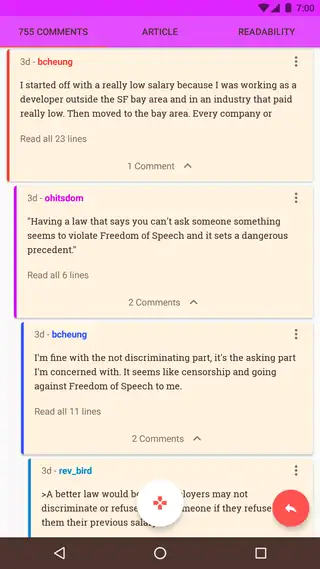 7:00
755 COMMENTS ARTICLE READABILITY
3d - bcheung
I started off with a really low salary because I was working as a
developer outside the SF bay area and in an industry that paid
really low. Then moved to the bay area. Every company or
Read all 23 lines
1 Comment
3d - ohitsdom
"Having a law that says you can't ask someone something
seems to violate Freedom of Speech and it sets a dangerous
precedent."
Read all 6 lines
2 Comments
3d - bcheung
I'm fine with the not discriminating part, it's the asking part
I'm concerned with. It seems like censorship and going
against Freedom of Speech to me.
Read all 11 lines
2 Comments
3d - rev_bird
>A better law would be may not
discriminate or refuse if they refuse
them their previous